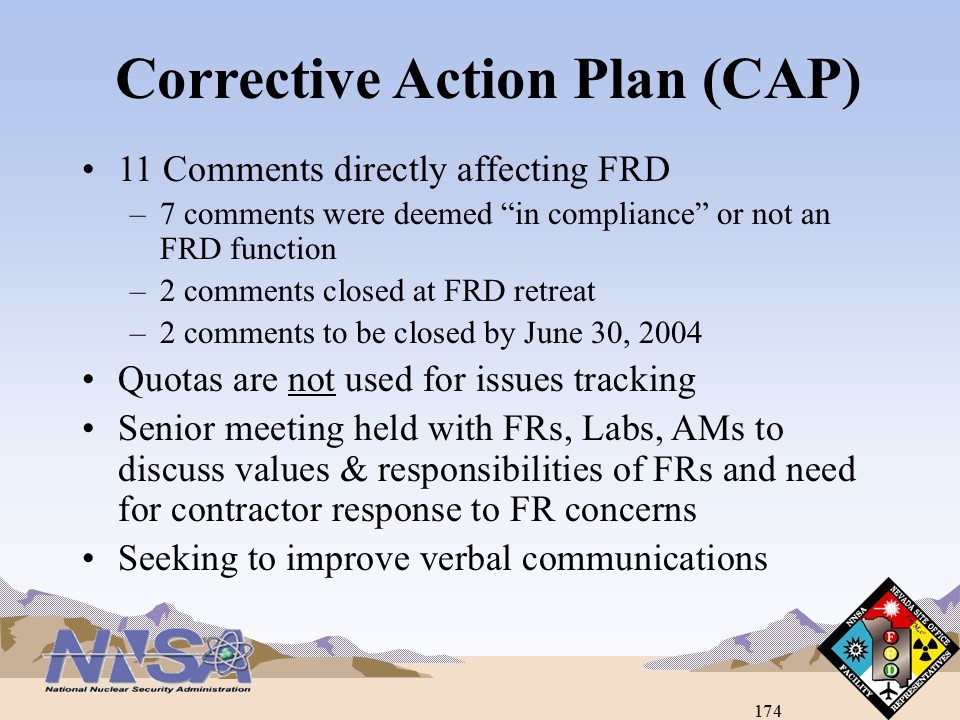 Corrective Action Plan (CAP)
• 11 Comments directly affecting FRD
– 7 comments were deemed “in compliance” or not an
FRD function
– 2 comments closed at FRD retreat
– 2 comments to be closed by June 30, 2004
• Quotas are not used for issues tracking
• Senior meeting held with FRs, Labs, AMs to
discuss values & responsibilities of FRs and need
for contractor response to FR concerns
• Seeking to improve verbal communications
NNSA
National Nuclear Security Administration
NNSA
NEVADA SITE OFFICE
F
R
D
FACILITY
REPRESENTATIVES
174